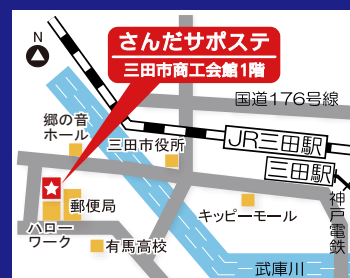 N
さんだサポステ
三田市商工会館1階
国道176号線
郷の音
ホール
三田市役所
JR三田駅
三田駅
郵便局
ハロー
ワーク
キッピーモール
神戸電鉄
有馬高校
武庫川